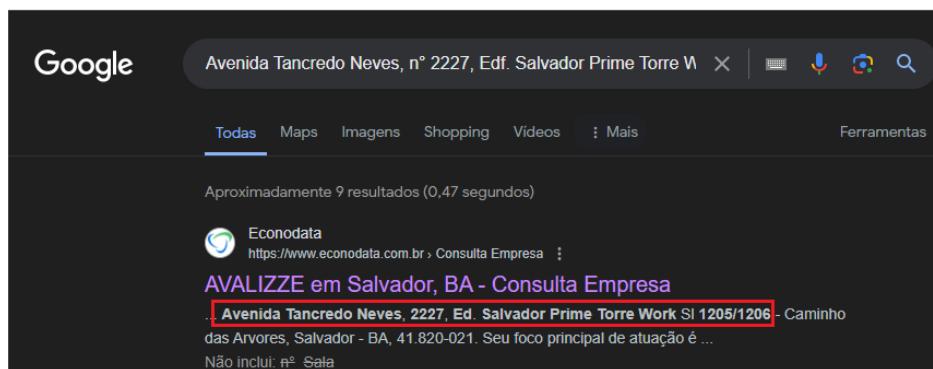 Google
Avenida Tancredo Neves, n° 2227, Edf. Salvador Prime Torre W
Todas Maps Imagens Shopping Vídeos Mais Ferramentas
Aproximadamente 9 resultados (0,47 segundos)
Econodata
https://www.econodata.com.br › Consulta Empresa
AVALIZZE em Salvador, BA - Consulta Empresa
... Avenida Tancredo Neves, 2227, Ed. Salvador Prime Torre Work Sl 1205/1206 - Caminho
das Arvores, Salvador - BA, 41.820-021. Seu foco principal de atuação é ...
Não inclui: nº Sala